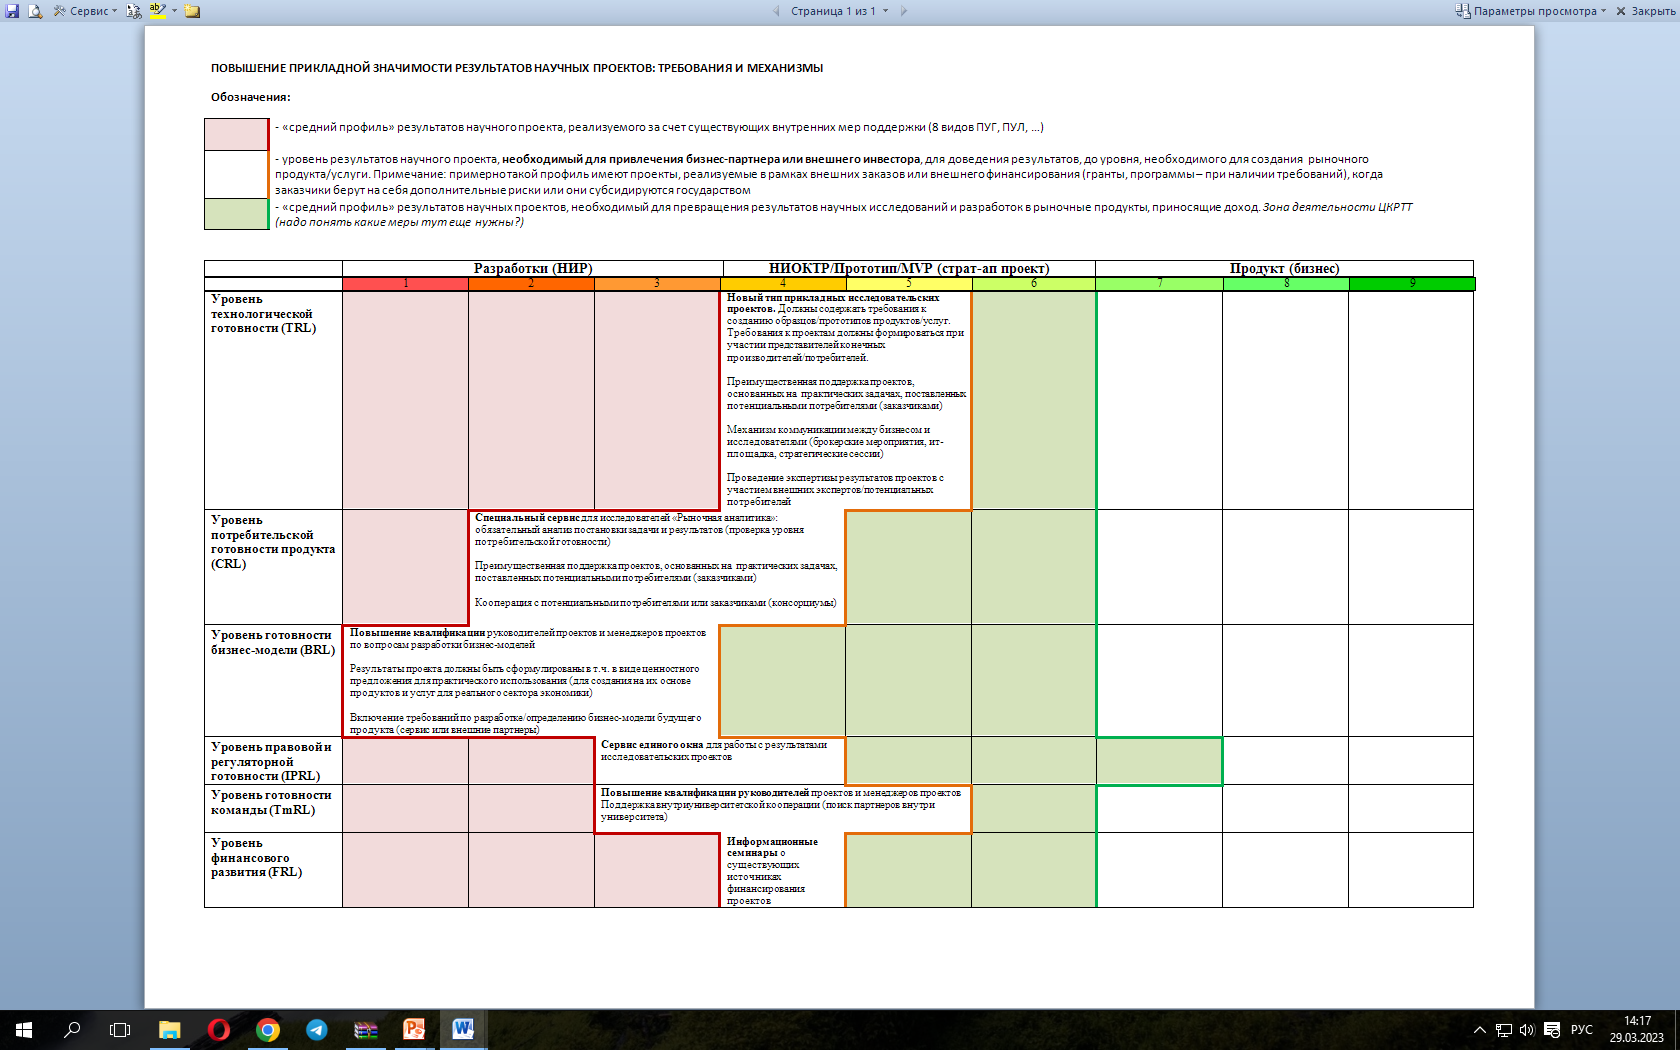 Сервис
Страница 1 из 1
Параметры просмотра
Закрыть
ПОВЫШЕНИЕ ПРИКЛАДНОЙ ЗНАЧИМОСТИ РЕЗУЛЬТАТОВ НАУЧНЫХ ПРОЕКТОВ: ТРЕБОВАНИЯ И МЕХАНИЗМЫ
Обозначения:
- «средний профиль» результатов научного проекта, реализуемого за счет существующих внутренних мер поддержки (8 видов ПУГ, ПУЛ, ...)
- уровень результатов научного проекта, необходимый для привлечения бизнес-партнера или внешнего инвестора, для доведения результатов, до уровня, необходимого для создания рыночного
продукта/услуги. Примечание: примерно такой профиль имеют проекты, реализуемые в рамках внешних заказов или внешнего финансирования (гранты, программы – при наличии требований), когда
заказчики берут на себя дополнительные риски или они субсидируются государством
- «средний профиль» результатов научных проектов, необходимый для превращения результатов научных исследований и разработок в рыночные продукты, приносящие доход. Зона деятельности ЦКРТТ
(надо понять какие меры тут еще нужны?)
Разработки (НИР)
НИОКТР/Прототип/MVP (страт-ап проект)
Продукт (бизнес)
1
2
3
4
5
6
7
8
9
Уровень
технологической
готовности (TRL)
Новый тип прикладных исследовательских
проектов. Должны содержать требования к
созданию образцов/прототипов продуктов/услуг.
Требования к проектам должны формироваться при
участии представителей конечных
производителей/потребителей.
Преимущественная поддержка проектов,
основанных на практических задачах, поставленных
потенциальными потребителями (заказчиками)
Механизм коммуникации между бизнесом и
исследователями (брокерские мероприятия, ит-
площадка, стратегические сессии)
Проведение экспертизы результатов проектов с
участием внешних экспертов/потенциальных
потребителей
Уровень
потребительской
готовности продукта
(CRL)
Специальный сервис для исследователей «Рыночная аналитика»:
обязательный анализ постановки задачи и результатов (проверка уровня
потребительской готовности)
Преимущественная поддержка проектов, основанных на практических задачах,
поставленных потенциальными потребителями (заказчиками)
Кооперация с потенциальными потребителями или заказчиками (консорциумы)
Уровень готовности
бизнес-модели (BRL)
Повышение квалификации руководителей проектов и менеджеров проектов
по вопросам разработки бизнес-моделей
Результаты проекта должны быть сформулированы в т.ч. в виде ценностного
предложения для практического использования (для создания на их основе
продуктов и услуг для реального сектора экономики)
Включение требований по разработке/определению бизнес-модели будущего
продукта (сервис или внешние партнеры)
Уровень правовой и
регуляторной
готовности (IPRL)
Сервис единого окна для работы с результатами
исследовательских проектов
Уровень готовности
команды (TmRL)
Повышение квалификации руководителей проектов и менеджеров проектов
Поддержка внутриуниверситетской кооперации (поиск партнеров внутри
университета)
Уровень
финансового
развития (FRL)
Информационные
семинары о
существующих
источниках
финансирования
проектов
РУС
14:17
29.03.2023